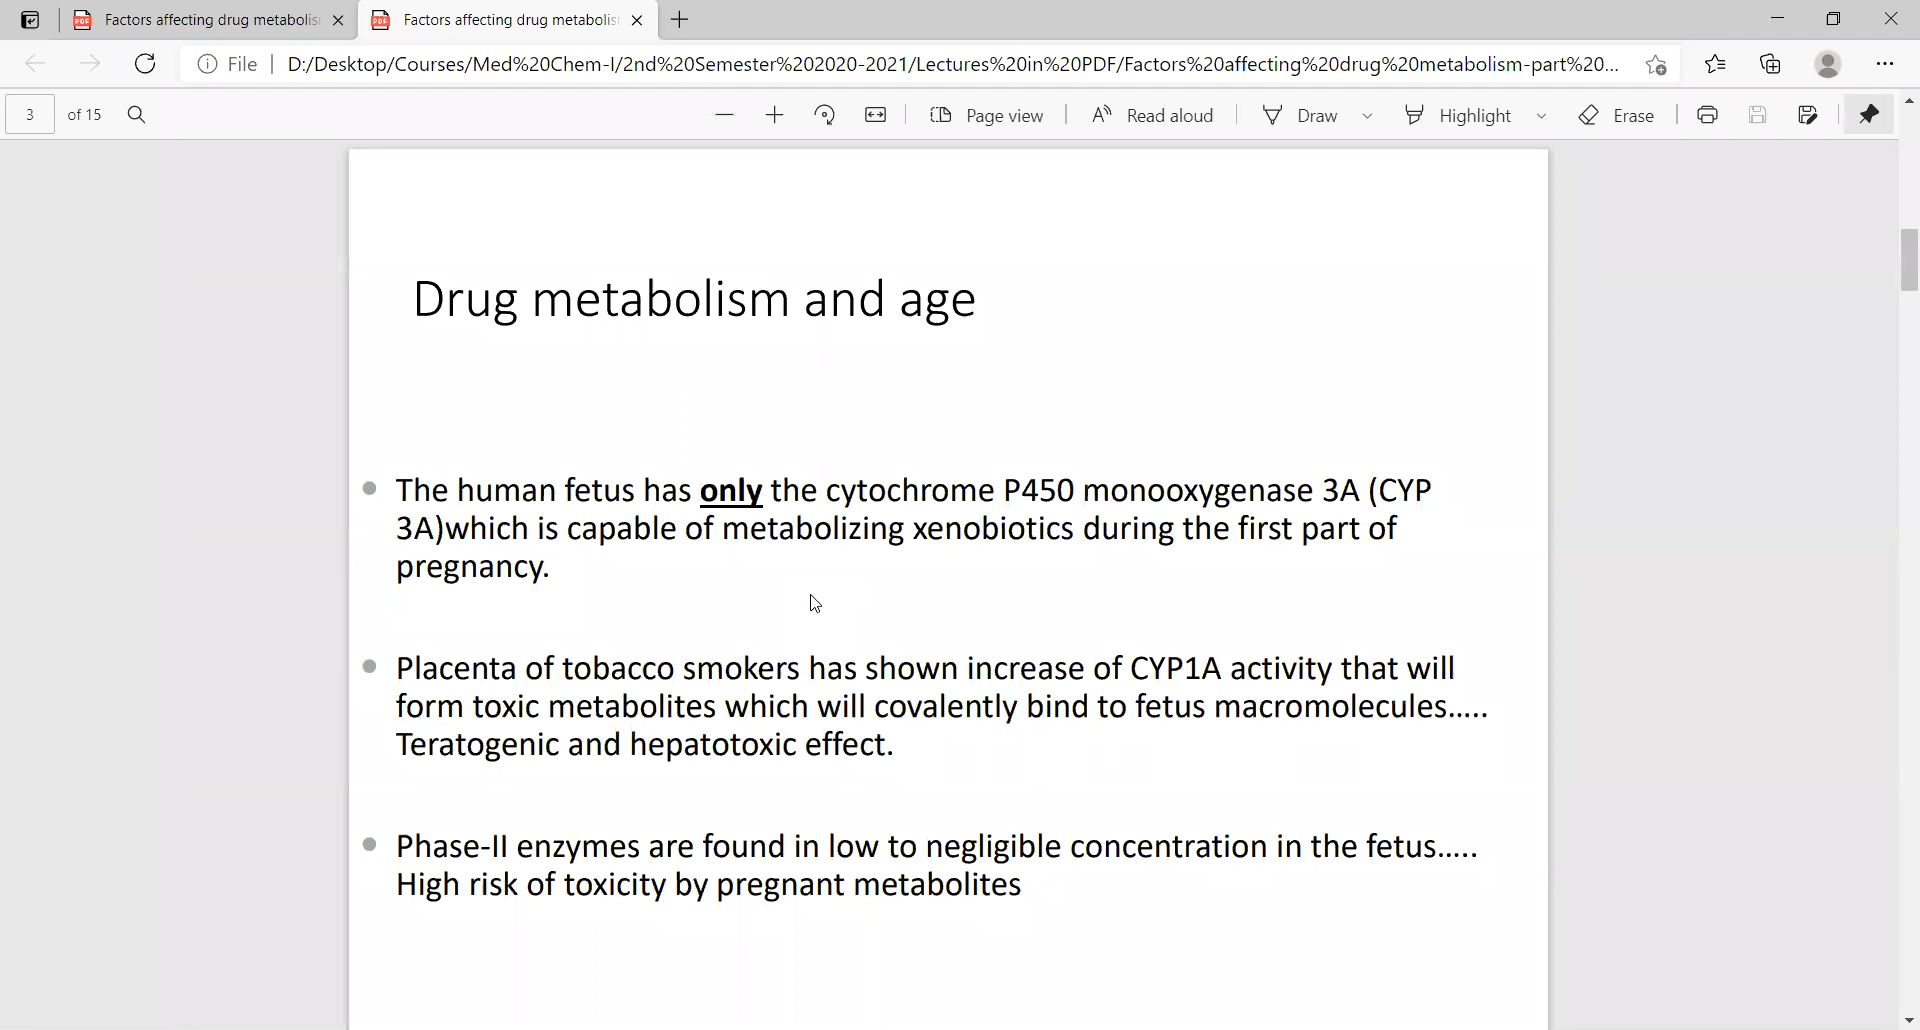 Factors affecting drug metabolis
Factors affecting drug metabolis
File
D:/Desktop/Courses/Med%20Chem-I/2nd%20Semester%202020-2021/Lectures%20in%20PDF/Factors%20affecting%20drug%20metabolism-part%20...
3 of 15
Page view
Read aloud
Draw
Highlight
Erase
Drug metabolism and age
The human fetus has only the cytochrome P450 monooxygenase 3A (CYP
3A)which is capable of metabolizing xenobiotics during the first part of
pregnancy.
Placenta of tobacco smokers has shown increase of CYP1A activity that will
form toxic metabolites which will covalently bind to fetus macromolecules.....
Teratogenic and hepatotoxic effect.
Phase-II enzymes are found in low to negligible concentration in the fetus.....
High risk of toxicity by pregnant metabolites